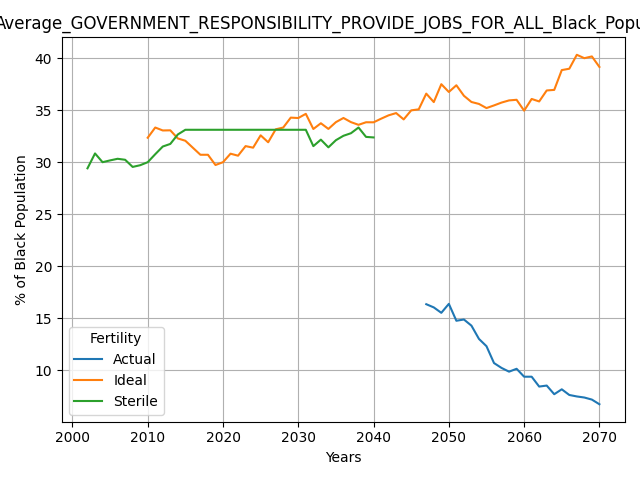 Average_GOVERNMENT_RESPONSIBILITY_PROVIDE_JOBS_FOR_ALL_Black_Popu
40
35
30
25
20
15
10
% of Black Population
Fertility
Actual
Ideal
Sterile
2000 2010 2020 2030 2040 2050 2060 2070
Years